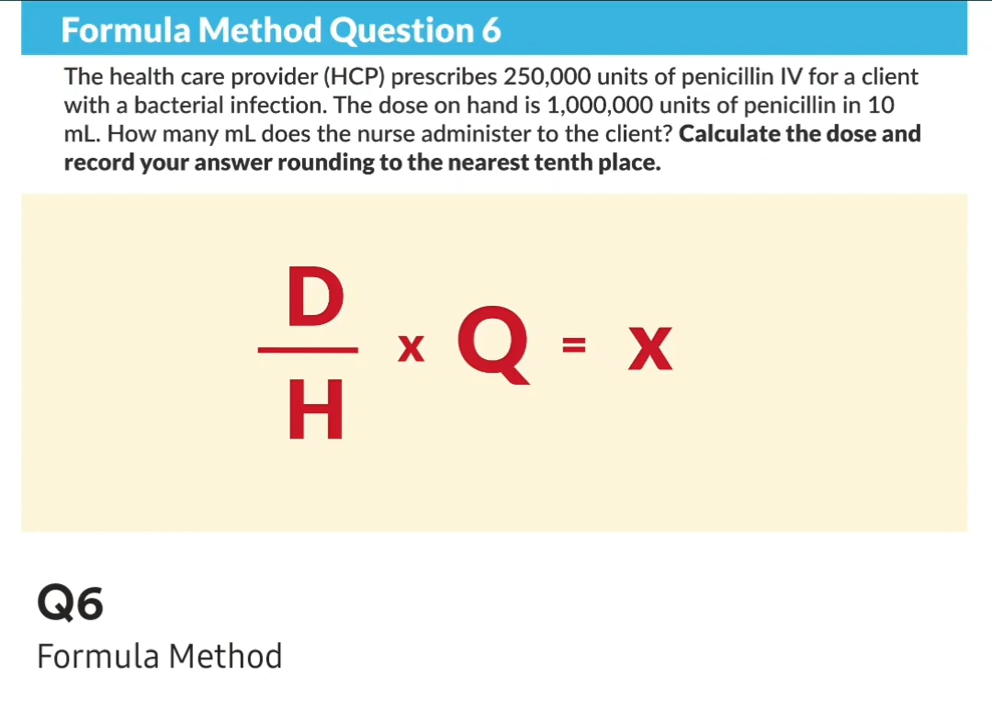 Formula Method Question 6
The health care provider (HCP) prescribes 250,000 units of penicillin IV for a client
with a bacterial infection. The dose on hand is 1,000,000 units of penicillin in 10
mL. How many mL does the nurse administer to the client? Calculate the dose and
record your answer rounding to the nearest tenth place.
D
H
x Q = x
Q6
Formula Method